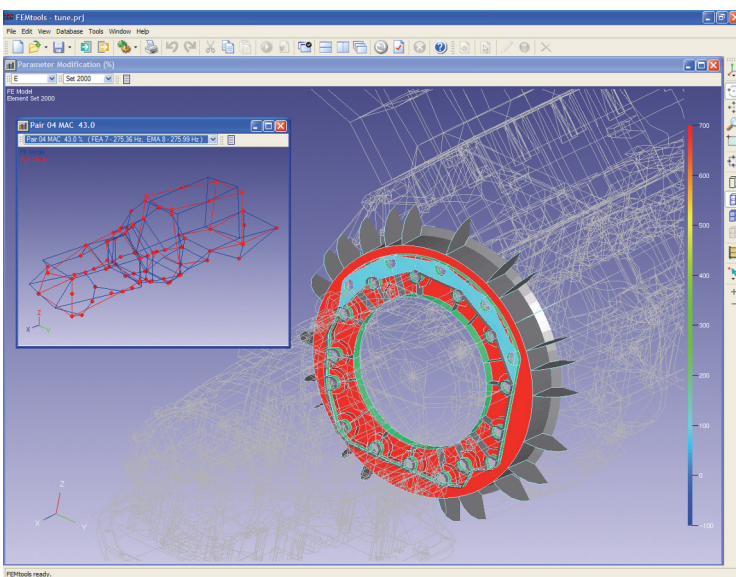 FEMtools - tune.prj
File Edit View Database Tools Window Help
Parameter Modification (%)
E Set 2000
FE Model
Element Set 2000
Pair 04 MAC 43.0
Pair 04 MAC 43.0 % ( FEA 7 - 275.36 Hz, EMA 8 - 275.99 Hz )
FE Model
Z
X Y
700
600
500
400
300
200
100
0
-100
Z
X Y
FEMtools ready.